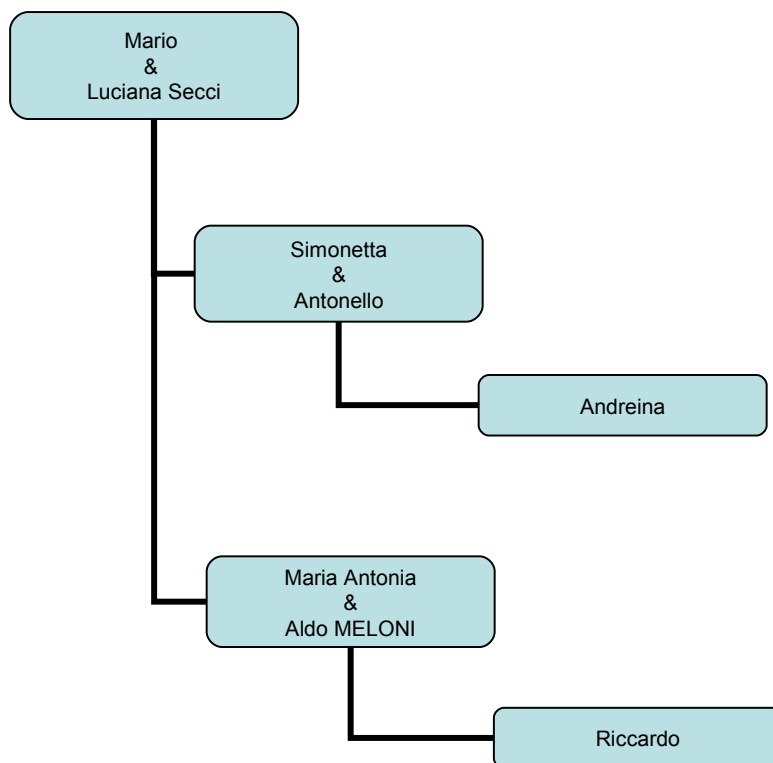 Mario
&
Luciana Secci
Simonetta
&
Antonello
Andreina
Maria Antonia
&
Aldo MELONI
Riccardo